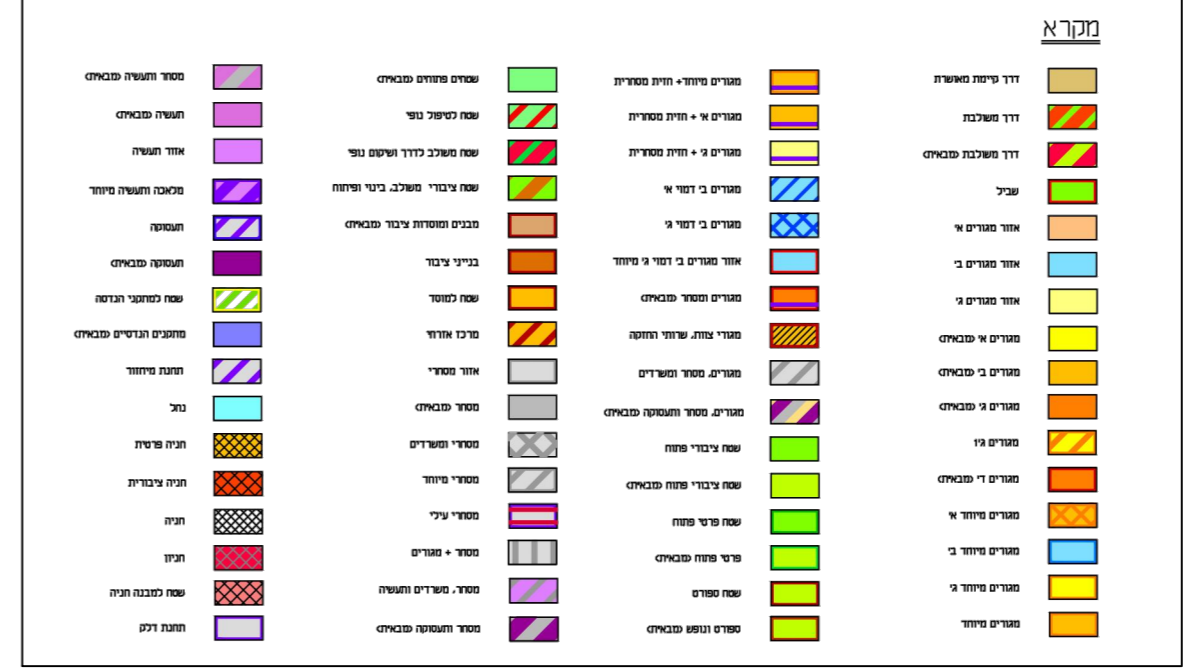 מקרא
דרך קיימת מאושרת
דרך משולבת
דרך משולבת (מבאית)
שביל
אזור מגורים א'
אזור מגורים ב'
אזור מגורים ג'
מגורים א' (מבאית)
מגורים ב' (מבאית)
מגורים ג' (מבאית)
מגורים ג'1
מגורים ד' (מבאית)
מגורים מיוחד א'
מגורים מיוחד ב'
מגורים מיוחד ג'
מגורים מיוחד
מגורים מיוחד+ חזית מסחרית
מגורים א' + חזית מסחרית
מגורים ג' + חזית מסחרית
מגורים ב' דמוי א'
מגורים ב' דמוי ג'
אזור מגורים ב' דמוי ג' מיוחד
מגורים ומסחר (מבאית)
מגורי צוות, שרותי החזקה
מגורים, מסחר ומשרדים
מגורים, מסחר ותעסוקה (מבאית)
שטח ציבורי פתוח
שטח ציבורי פתוח (מבאית)
שטח פרטי פתוח
פרטי פתוח (מבאית)
שטח ספורט
ספורט ונופש (מבאית)
שטחים פתוחים (מבאית)
שטח לטיפול נופי
שטח משולב לדרך ושיקום נופי
שטח ציבורי משולב, בינוי ופיתוח
מבנים ומוסדות ציבור (מבאית)
בנייני ציבור
שטח למוסד
מרכז אזרחי
אזור מסחרי
מסחר (מבאית)
מסחרי ומשרדים
מסחרי מיוחד
מסחרי עילי
מסחר + מגורים
מסחר, משרדים ותעשיה
מסחר ותעסוקה (מבאית)
מסחר ותעשיה (מבאית)
תעשיה (מבאית)
אזור תעשיה
מלאכה ותעשיה מיוחד
תעסוקה
תעסוקה (מבאית)
שטח למתקני הנדסה
מתקנים הנדסיים (מבאית)
תחנת מיחזור
נחל
חניה פרטית
חניה ציבורית
חניה
חניון
שטח למבנה חניה
תחנת דלק